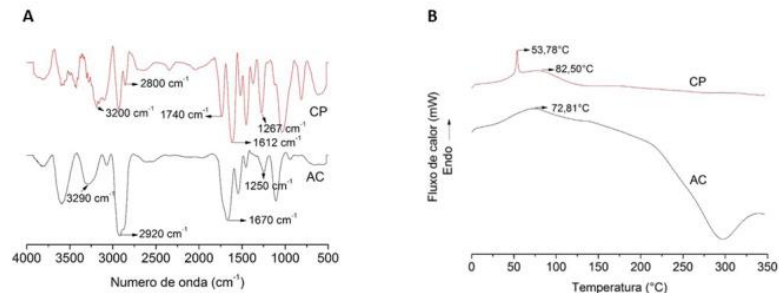 A
B
2800 cm⁻¹
3200 cm⁻¹
1740 cm⁻¹
1267 cm⁻¹
CP
1612 cm⁻¹
3290 cm⁻¹
1250 cm⁻¹
AC
1670 cm⁻¹
2920 cm⁻¹
4000 3500 3000 2500 2000 1500 1000 500
Numero de onda (cm⁻¹)
53,78°C
82,50°C
CP
72,81°C
AC
Fluxo de calor (mW)
Endo
0 50 100 150 200 250 300 350
Temperatura (°C)